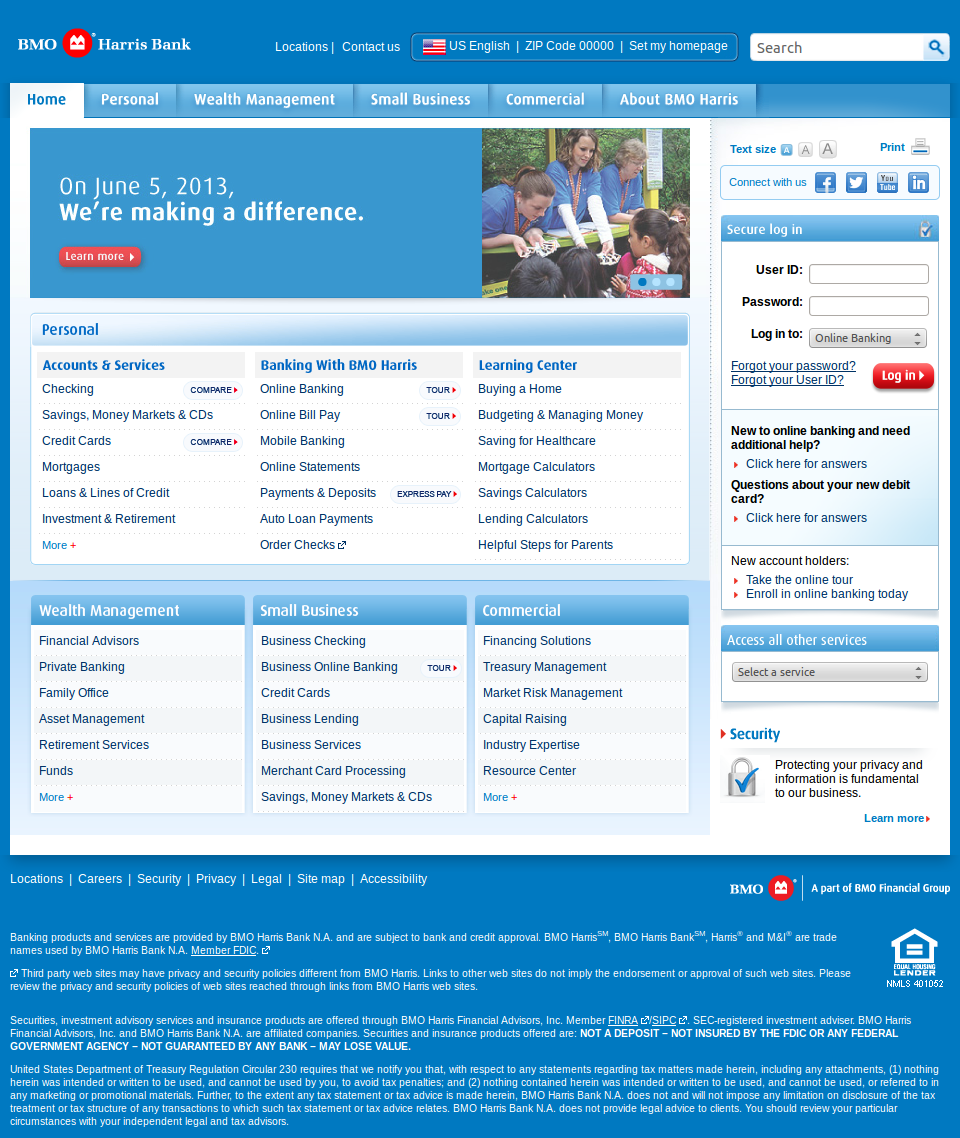 BMO Harris Bank
Locations | Contact us
US English | ZIP Code 00000 | Set my homepage
Search
Home Personal Wealth Management Small Business Commercial About BMO Harris
On June 5, 2013,
We're making a difference.
Learn more
Text size A A A
Print
Connect with us
You Tube
in
Secure log in
User ID:
Password:
Log in to: Online Banking
Forgot your password?
Forgot your User ID?
Log in
New to online banking and need
additional help?
Click here for answers
Questions about your new debit
card?
Click here for answers
New account holders:
Take the online tour
Enroll in online banking today
Access all other services
Select a service
Security
Protecting your privacy and
information is fundamental
to our business.
Learn more
Personal
Accounts & Services
Checking COMPARE
Savings, Money Markets & CDs
Credit Cards COMPARE
Mortgages
Loans & Lines of Credit
Investment & Retirement
More +
Banking With BMO Harris
Online Banking TOUR
Online Bill Pay TOUR
Mobile Banking
Online Statements
Payments & Deposits EXPRESS PAY
Auto Loan Payments
Order Checks
Learning Center
Buying a Home
Budgeting & Managing Money
Saving for Healthcare
Mortgage Calculators
Savings Calculators
Lending Calculators
Helpful Steps for Parents
Wealth Management
Financial Advisors
Private Banking
Family Office
Asset Management
Retirement Services
Funds
More +
Small Business
Business Checking
Business Online Banking TOUR
Credit Cards
Business Lending
Business Services
Merchant Card Processing
Savings, Money Markets & CDs
Commercial
Financing Solutions
Treasury Management
Market Risk Management
Capital Raising
Industry Expertise
Resource Center
More +
Locations | Careers | Security | Privacy | Legal | Site map | Accessibility
BMO A part of BMO Financial Group
Banking products and services are provided by BMO Harris Bank N.A. and are subject to bank and credit approval. BMO Harris℠, BMO Harris Bank℠, Harris® and M&I® are trade
names used by BMO Harris Bank N.A. Member FDIC.
Third party web sites may have privacy and security policies different from BMO Harris. Links to other web sites do not imply the endorsement or approval of such web sites. Please
review the privacy and security policies of web sites reached through links from BMO Harris web sites.
EQUAL HOUSING
LENDER
NMLS 401052
Securities, investment advisory services and insurance products are offered through BMO Harris Financial Advisors, Inc. Member FINRA/SIPC. SEC-registered investment adviser. BMO Harris
Financial Advisors, Inc. and BMO Harris Bank N.A. are affiliated companies. Securities and insurance products offered are: NOT A DEPOSIT – NOT INSURED BY THE FDIC OR ANY FEDERAL
GOVERNMENT AGENCY – NOT GUARANTEED BY ANY BANK – MAY LOSE VALUE.
United States Department of Treasury Regulation Circular 230 requires that we notify you that, with respect to any statements regarding tax matters made herein, including any attachments, (1) nothing
herein was intended or written to be used, and cannot be used by you, to avoid tax penalties; and (2) nothing contained herein was intended or written to be used, and cannot be used, or referred to in
any marketing or promotional materials. Further, to the extent any tax statement or tax advice is made herein, BMO Harris Bank N.A. does not and will not impose any limitation on disclosure of the tax
treatment or tax structure of any transactions to which such tax statement or tax advice relates. BMO Harris Bank N.A. does not provide legal advice to clients. You should review your particular
circumstances with your independent legal and tax advisors.